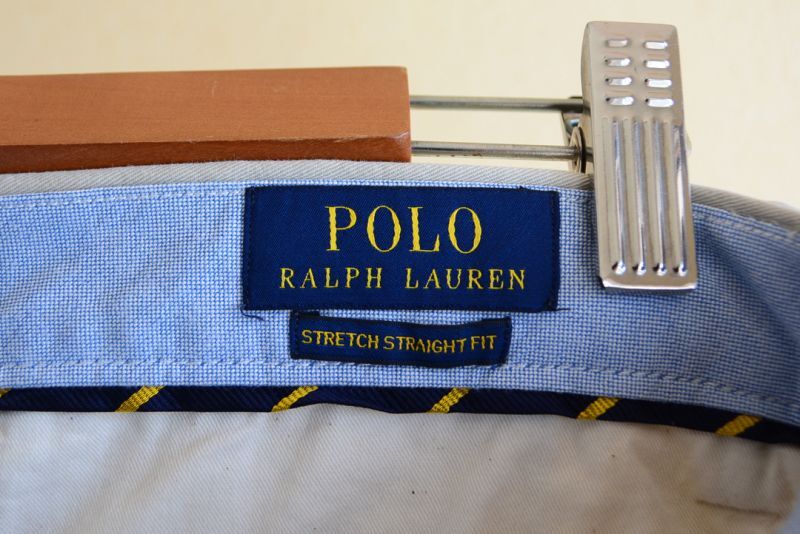 POLO
RALPH LAUREN
STRETCH STRAIGHT FIT